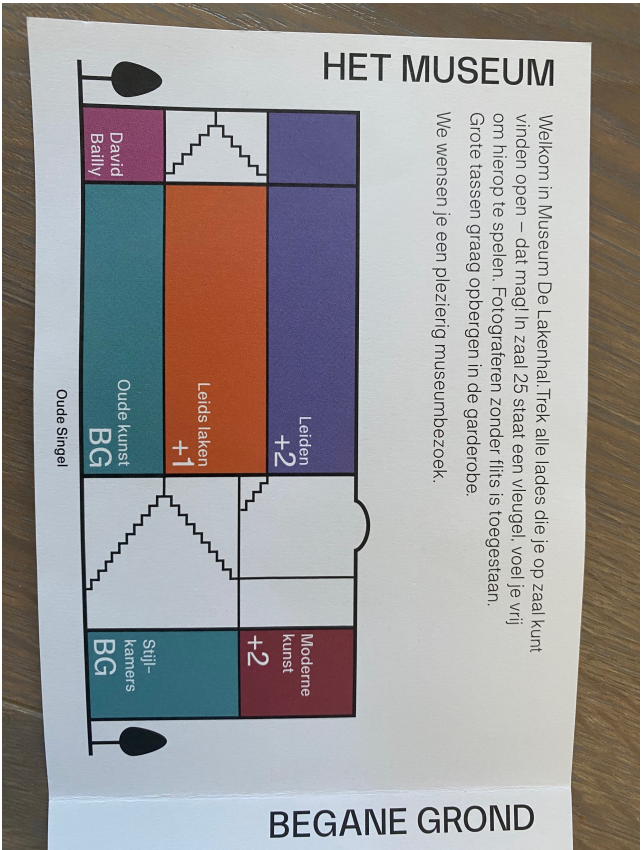 HET MUSEUM
Welkom in Museum De Lakenhal. Trek alle lades die je op zaal kunt
vinden open – dat mag! In zaal 25 staat een vleugel, voel je vrij
om hierop te spelen. Fotograferen zonder flits is toegestaan.
Grote tassen graag opbergen in de garderobe.
We wensen je een plezierig museumbezoek.
Leiden
+2
Leids laken
+1
David
Bailly
Oude kunst
BG
Moderne
kunst
+2
Stijl-
kamers
BG
Oude Singel
BEGANE GROND